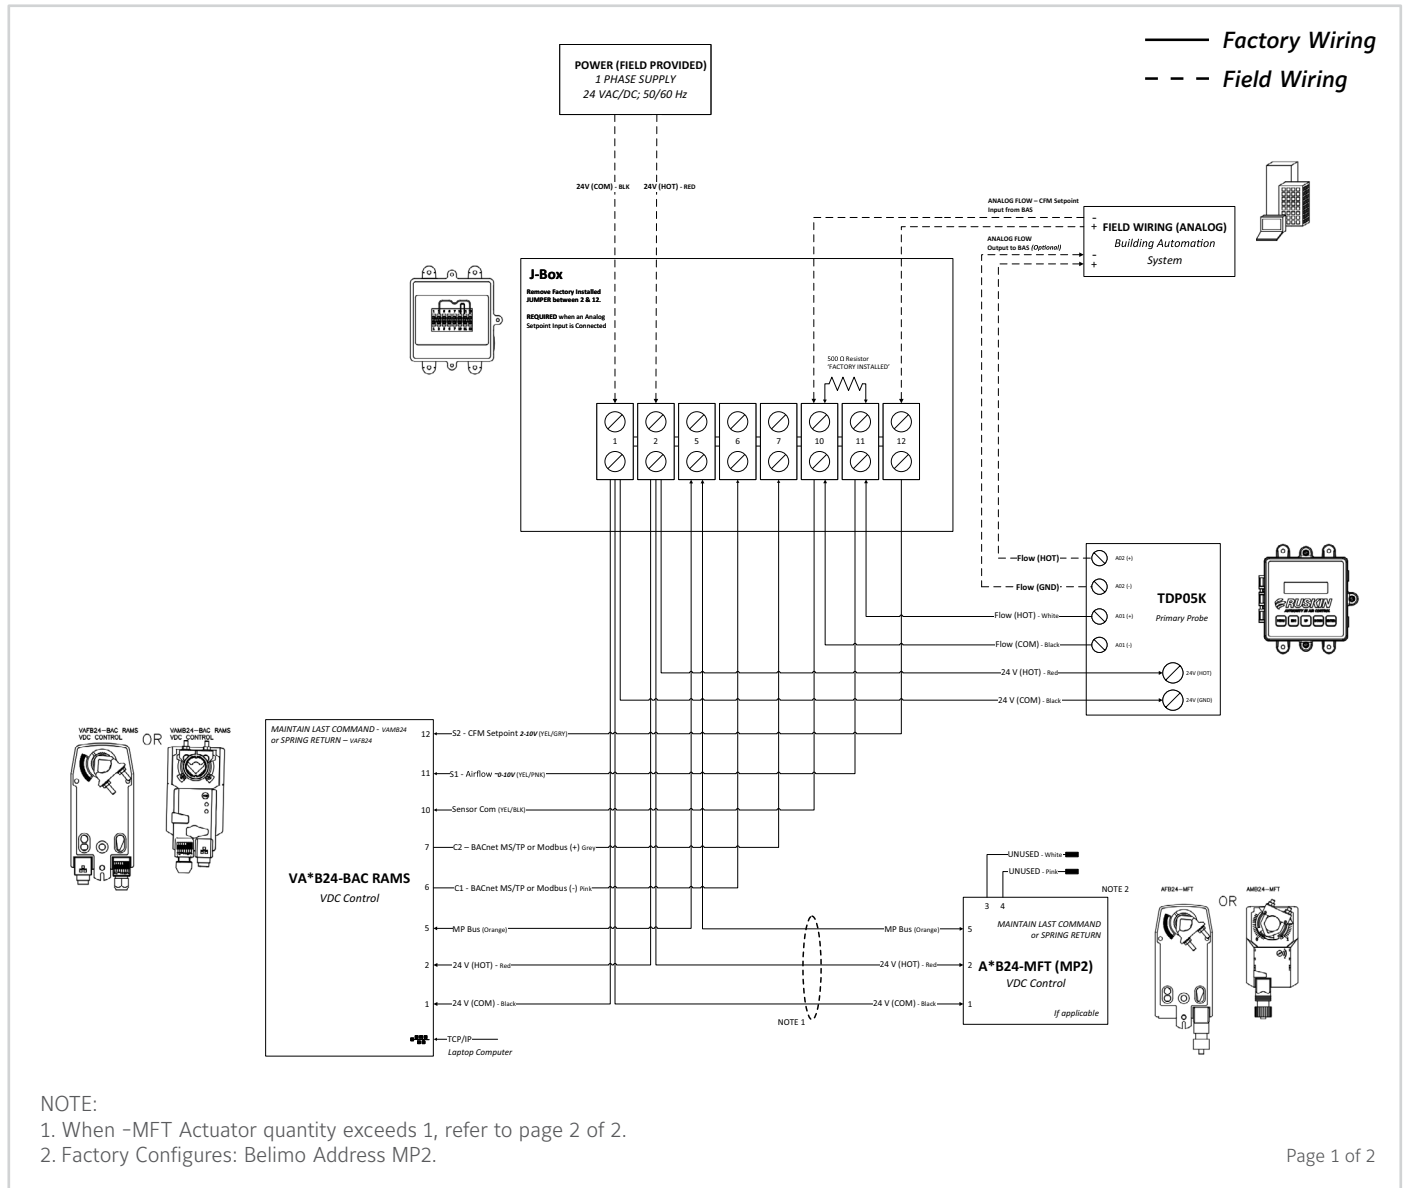 Factory Wiring
Field Wiring
POWER (FIELD PROVIDED)
1 PHASE SUPPLY
24 VAC/DC; 50/60 Hz
24V (COM) - BLK
24V (HOT) - RED
ANALOG FLOW – CFM Setpoint
Input from BAS
-
+
FIELD WIRING (ANALOG)
Building Automation
System
ANALOG FLOW
Output to BAS (Optional)
-
+
J-Box
Remove Factory Installed
JUMPER between 2 & 12.
REQUIRED when an Analog
Setpoint Input is Connected
500 Ω Resistor
'FACTORY INSTALLED'
1
2
5
6
7
10
11
12
Flow (HOT)
A02 (+)
Flow (GND)
A02 (-)
TDP05K
Primary Probe
Flow (HOT) - White
A01 (+)
Flow (COM) - Black
A01 (-)
24 V (HOT) - Red
24V (HOT)
24 V (COM) - Black
24V (GND)
RUSKIN
VAFB24-BAC RAMS
VDC CONTROL
OR
VAMB24-BAC RAMS
VDC CONTROL
MAINTAIN LAST COMMAND - VAMB24
or SPRING RETURN – VAFB24
12
S2 - CFM Setpoint 2-10V (YEL/GRY)
11
S1 - Airflow ~0-10V (YEL/PNK)
10
Sensor Com (YEL/BLK)
7
C2 – BACnet MS/TP or Modbus (+) Grey
6
C1 - BACnet MS/TP or Modbus (-) Pink
VA*B24-BAC RAMS
VDC Control
5
MP Bus (Orange)
2
24 V (HOT) - Red
1
24 V (COM) - Black
TCP/IP
Laptop Computer
NOTE 1
UNUSED - White
UNUSED - Pink
3
4
NOTE 2
MP Bus (Orange)
5
24 V (HOT) - Red
2
24 V (COM) - Black
1
MAINTAIN LAST COMMAND
or SPRING RETURN
A*B24-MFT (MP2)
VDC Control
If applicable
AFB24-MFT
OR
AMB24-MFT
NOTE:
1. When -MFT Actuator quantity exceeds 1, refer to page 2 of 2.
2. Factory Configures: Belimo Address MP2.
Page 1 of 2